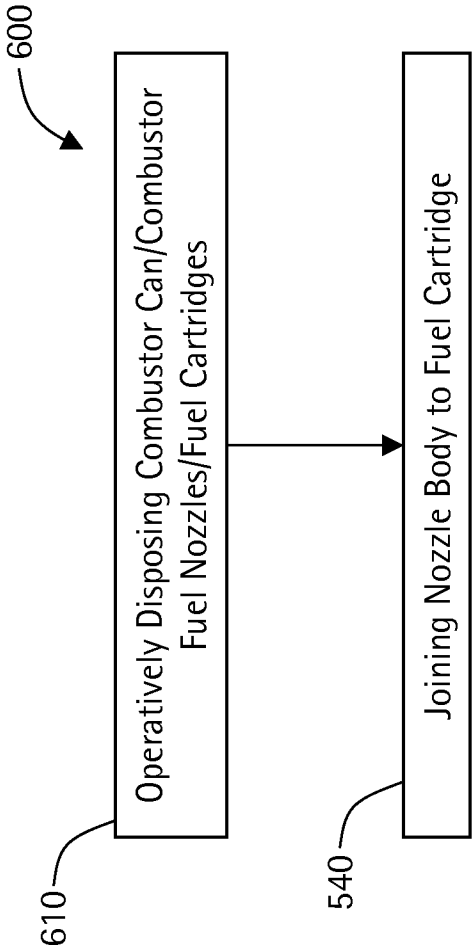 600
610
Operatively Disposing Combustor Can/Combustor
Fuel Nozzles/Fuel Cartridges
540
Joining Nozzle Body to Fuel Cartridge